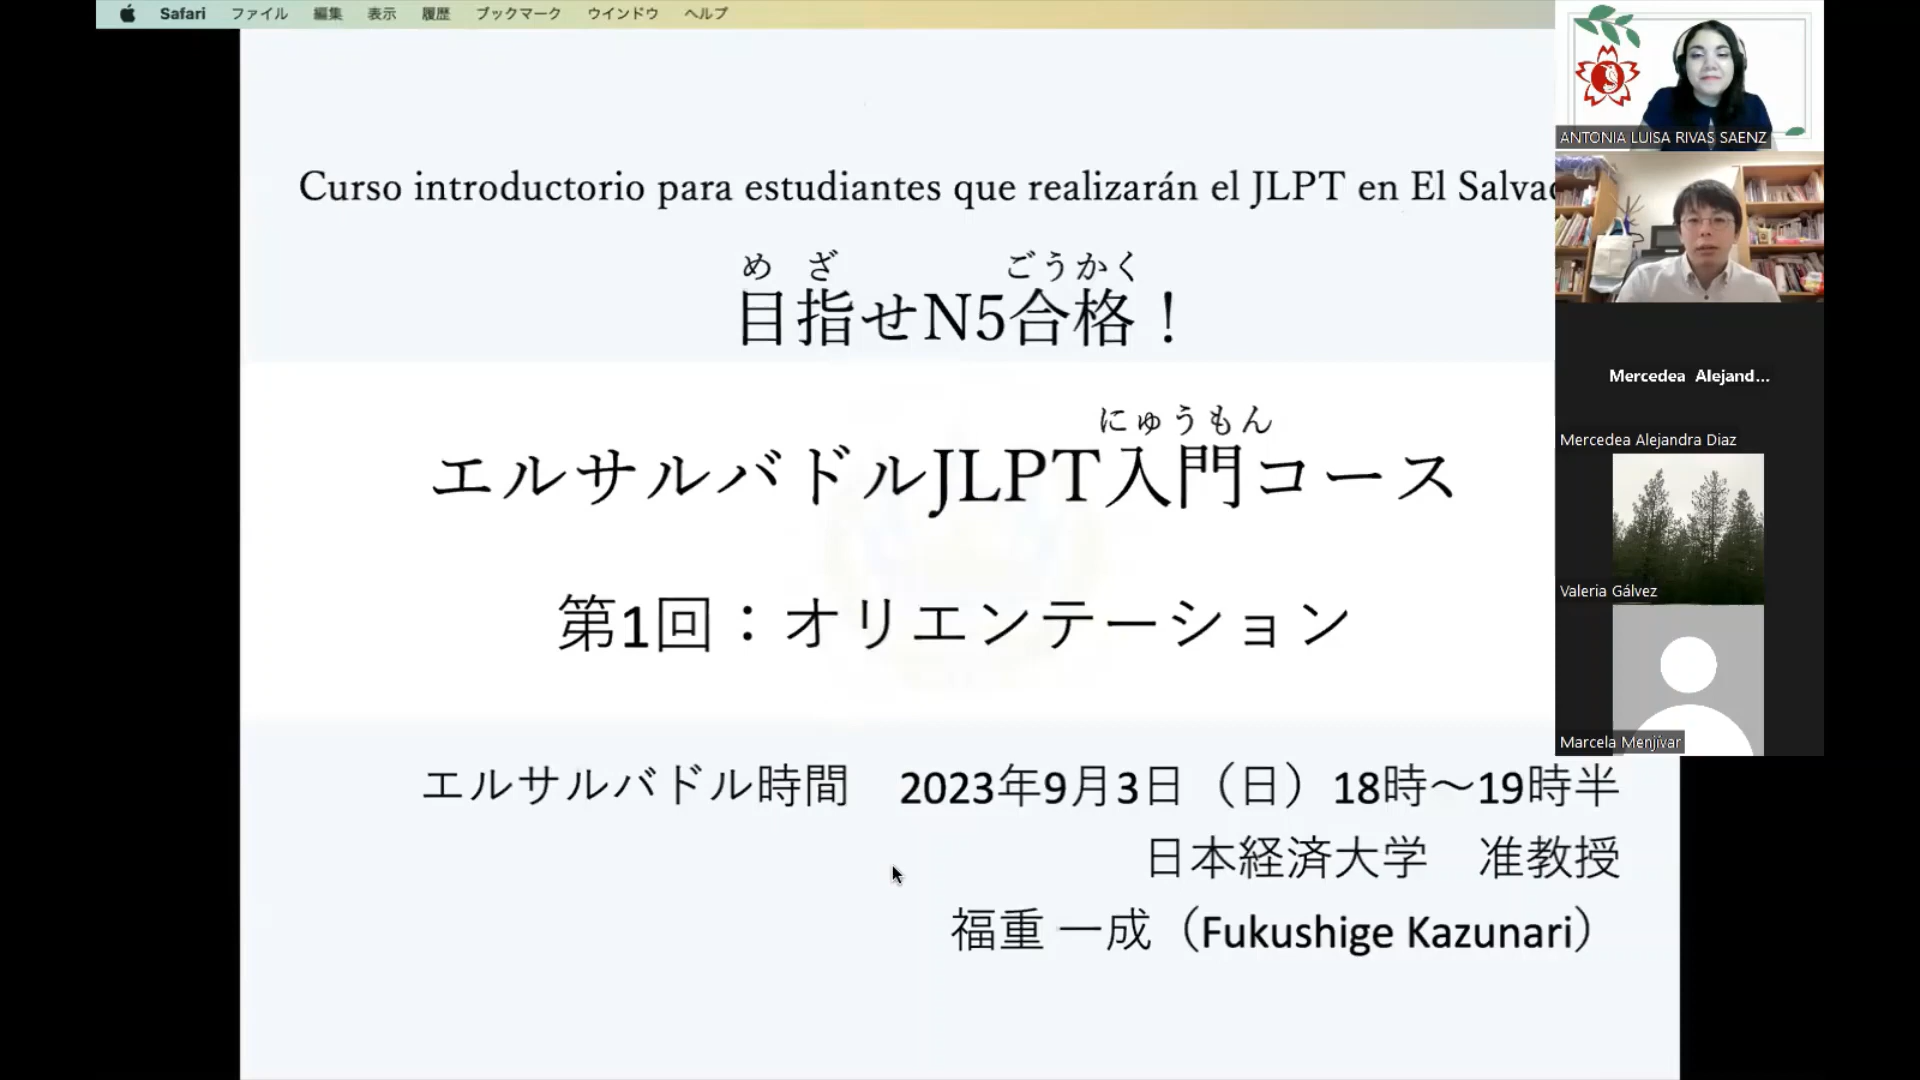 Safari ファイル 編集 表示 履歴 ブックマーク ウインドウ ヘルプ
Curso introductorio para estudiantes que realizarán el JLPT en El Salvad
め ざ ごうかく
目指せN5合格！
にゅうもん
エルサルバドルJLPT入門コース
第1回：オリエンテーション
エルサルバドル時間 2023年9月3日（日）18時～19時半
日本経済大学 准教授
福重 一成（Fukushige Kazunari）
ANTONIA LUISA RIVAS SAENZ
Mercedea Alejand...
Mercedea Alejandra Diaz
Valeria Gálvez
Marcela Menjivar